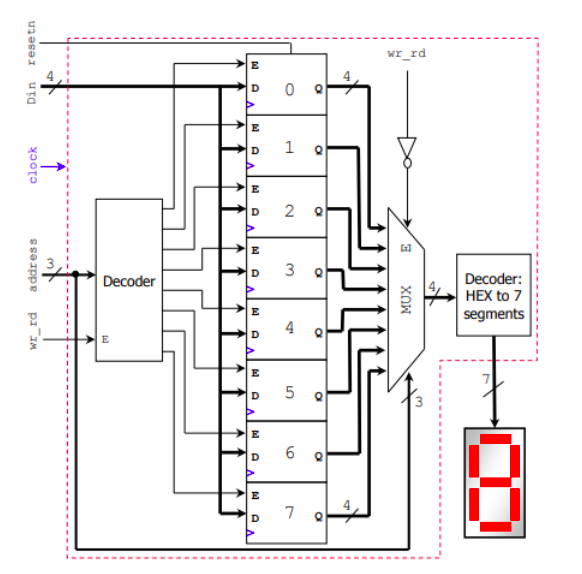 resetn
Din
4
clock
address
3
wr_rd
Decoder
E
E
D
0
Q
4
E
D
1
Q
E
D
2
Q
E
D
3
Q
E
D
4
Q
E
D
5
Q
E
D
6
Q
E
D
7
Q
4
wr_rd
E
MUX
3
4
Decoder:
HEX to 7
segments
7